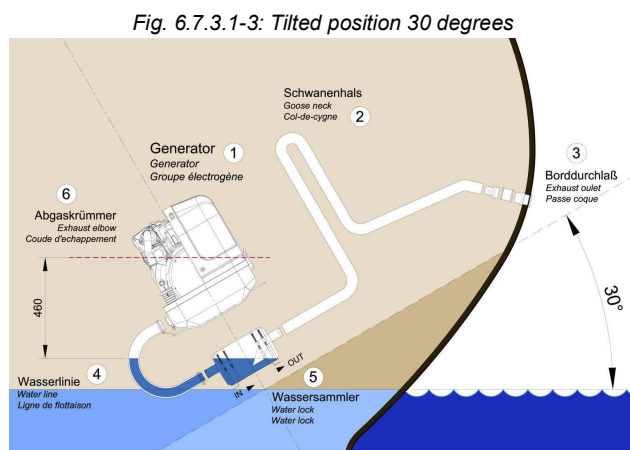 Fig. 6.7.3.1-3: Tilted position 30 degrees
Schwanenhals
Goose neck
Col-de-cygne
2
Generator
Generator
Groupe électrogène
1
3
Borddurchlaß
Exhaust oulet
Passe coque
6
Abgaskrümmer
Exhaust elbow
Coude d'echappement
460
30°
4
Wasserlinie
Water line
Ligne de flottaison
IN
OUT
5
Wassersammler
Water lock
Water lock